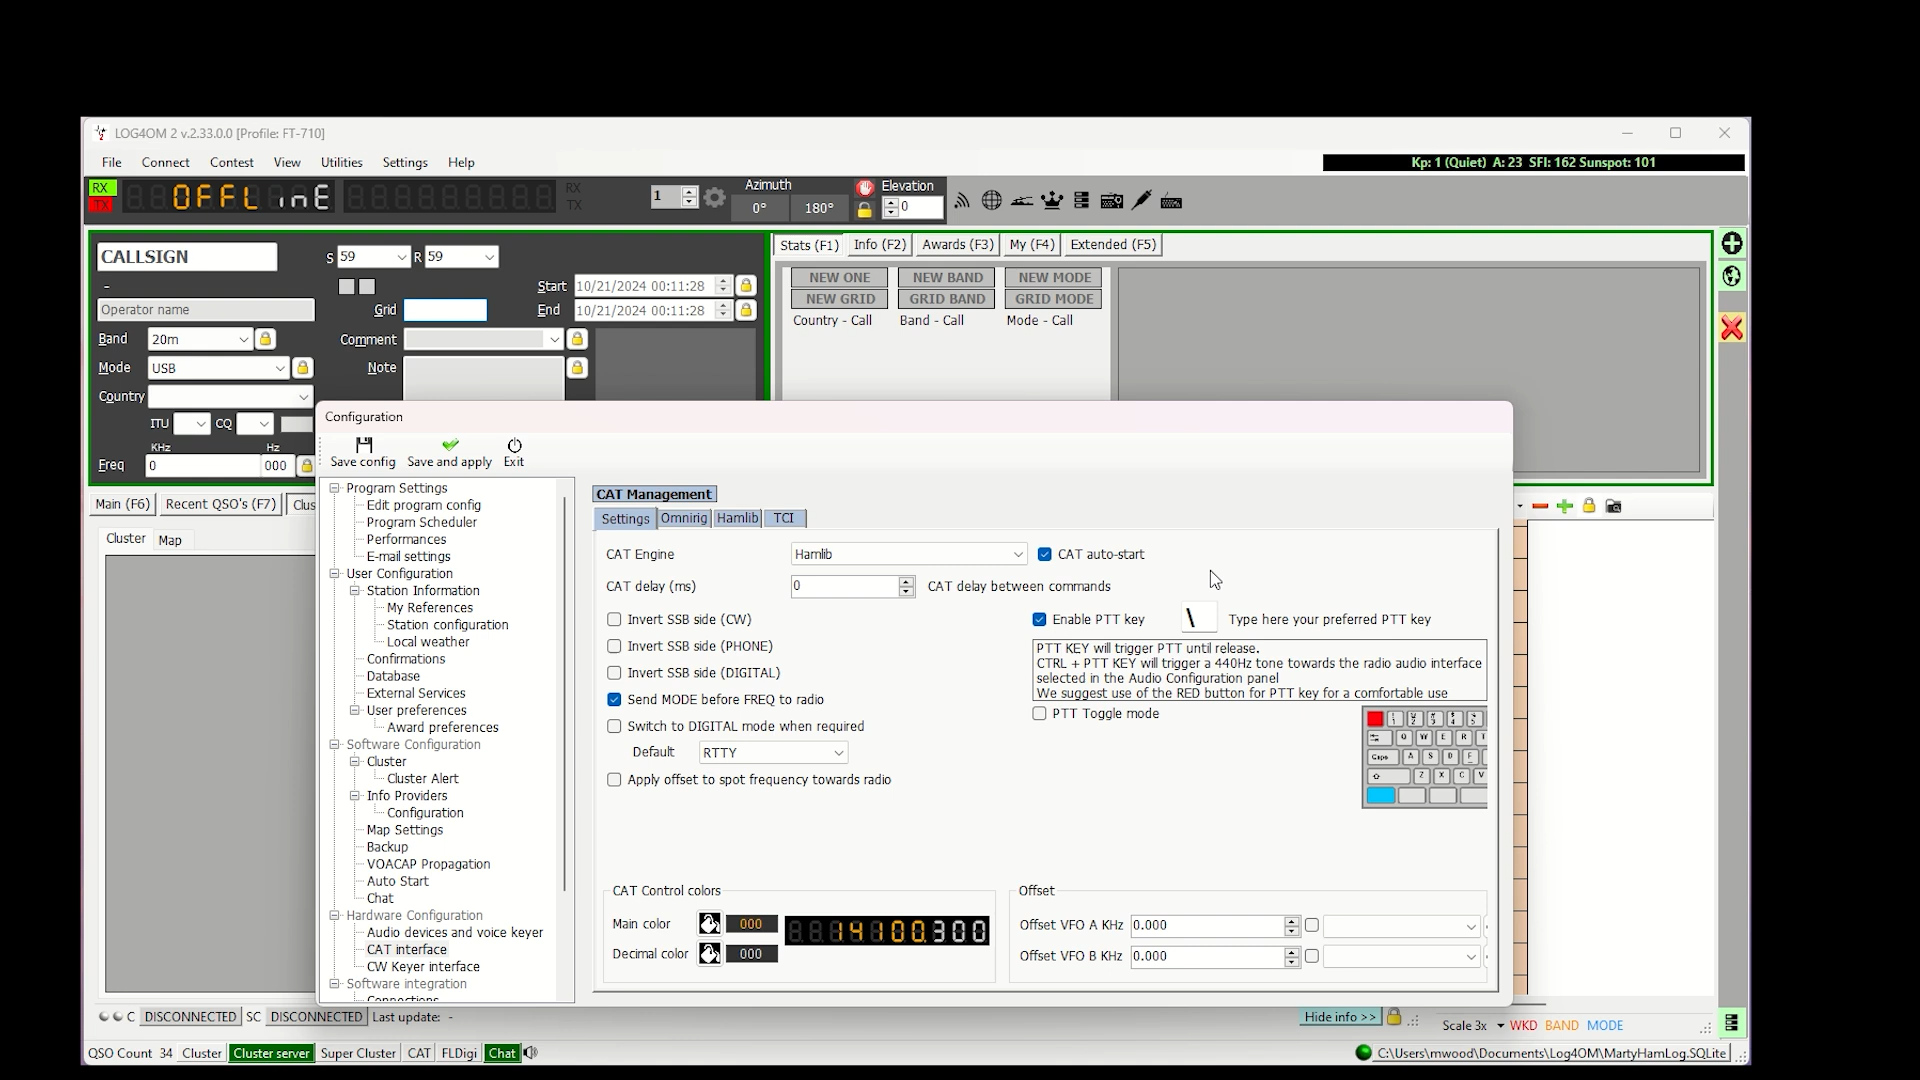 LOG4OM 2 v.2.33.0.0 [Profile: FT-710]
File Connect Contest View Utilities Settings Help
Kp: 1 (Quiet) A: 23 SFI: 162 Sunspot: 101
RX
TX
OFFLinE
RX
TX
1
Azimuth
0° 180°
Elevation
0
CALLSIGN
S 59 R 59
-
Start 10/21/2024 00:11:28
Operator name
Grid
End 10/21/2024 00:11:28
Band 20m
Comment
Mode USB
Note
Country
ITU CQ
KHz Hz
Freq 0 000
Stats (F1) Info (F2) Awards (F3) My (F4) Extended (F5)
NEW ONE NEW BAND NEW MODE
NEW GRID GRID BAND GRID MODE
Country - Call Band - Call Mode - Call
Main (F6) Recent QSO's (F7) Clus
Cluster Map
Configuration
Save config Save and apply Exit
Program Settings
Edit program config
Program Scheduler
Performances
E-mail settings
User Configuration
Station Information
My References
Station configuration
Local weather
Confirmations
Database
External Services
User preferences
Award preferences
Software Configuration
Cluster
Cluster Alert
Info Providers
Configuration
Map Settings
Backup
VOACAP Propagation
Auto Start
Chat
Hardware Configuration
Audio devices and voice keyer
CAT interface
CW Keyer interface
Software integration
Connections
CAT Management
Settings Omnirig Hamlib TCI
CAT Engine Hamlib CAT auto-start
CAT delay (ms) 0 CAT delay between commands
Invert SSB side (CW)
Invert SSB side (PHONE)
Invert SSB side (DIGITAL)
Send MODE before FREQ to radio
Switch to DIGITAL mode when required
Default RTTY
Apply offset to spot frequency towards radio
Enable PTT key \ Type here your preferred PTT key
PTT KEY will trigger PTT until release.
CTRL + PTT KEY will trigger a 440Hz tone towards the radio audio interface
selected in the Audio Configuration panel
We suggest use of the RED button for PTT key for a comfortable use
PTT Toggle mode
Q W E R T
Caps A S D F
Z X C V
CAT Control colors
Main color 000 14100.300
Decimal color 000
Offset
Offset VFO A KHz 0.000
Offset VFO B KHz 0.000
C DISCONNECTED SC DISCONNECTED Last update: -
Hide info >>
Scale 3x WKD BAND MODE
QSO Count 34 Cluster Cluster server Super Cluster CAT FLDigi Chat
C:\Users\mwood\Documents\Log4OM\MartyHamLog.SQLite